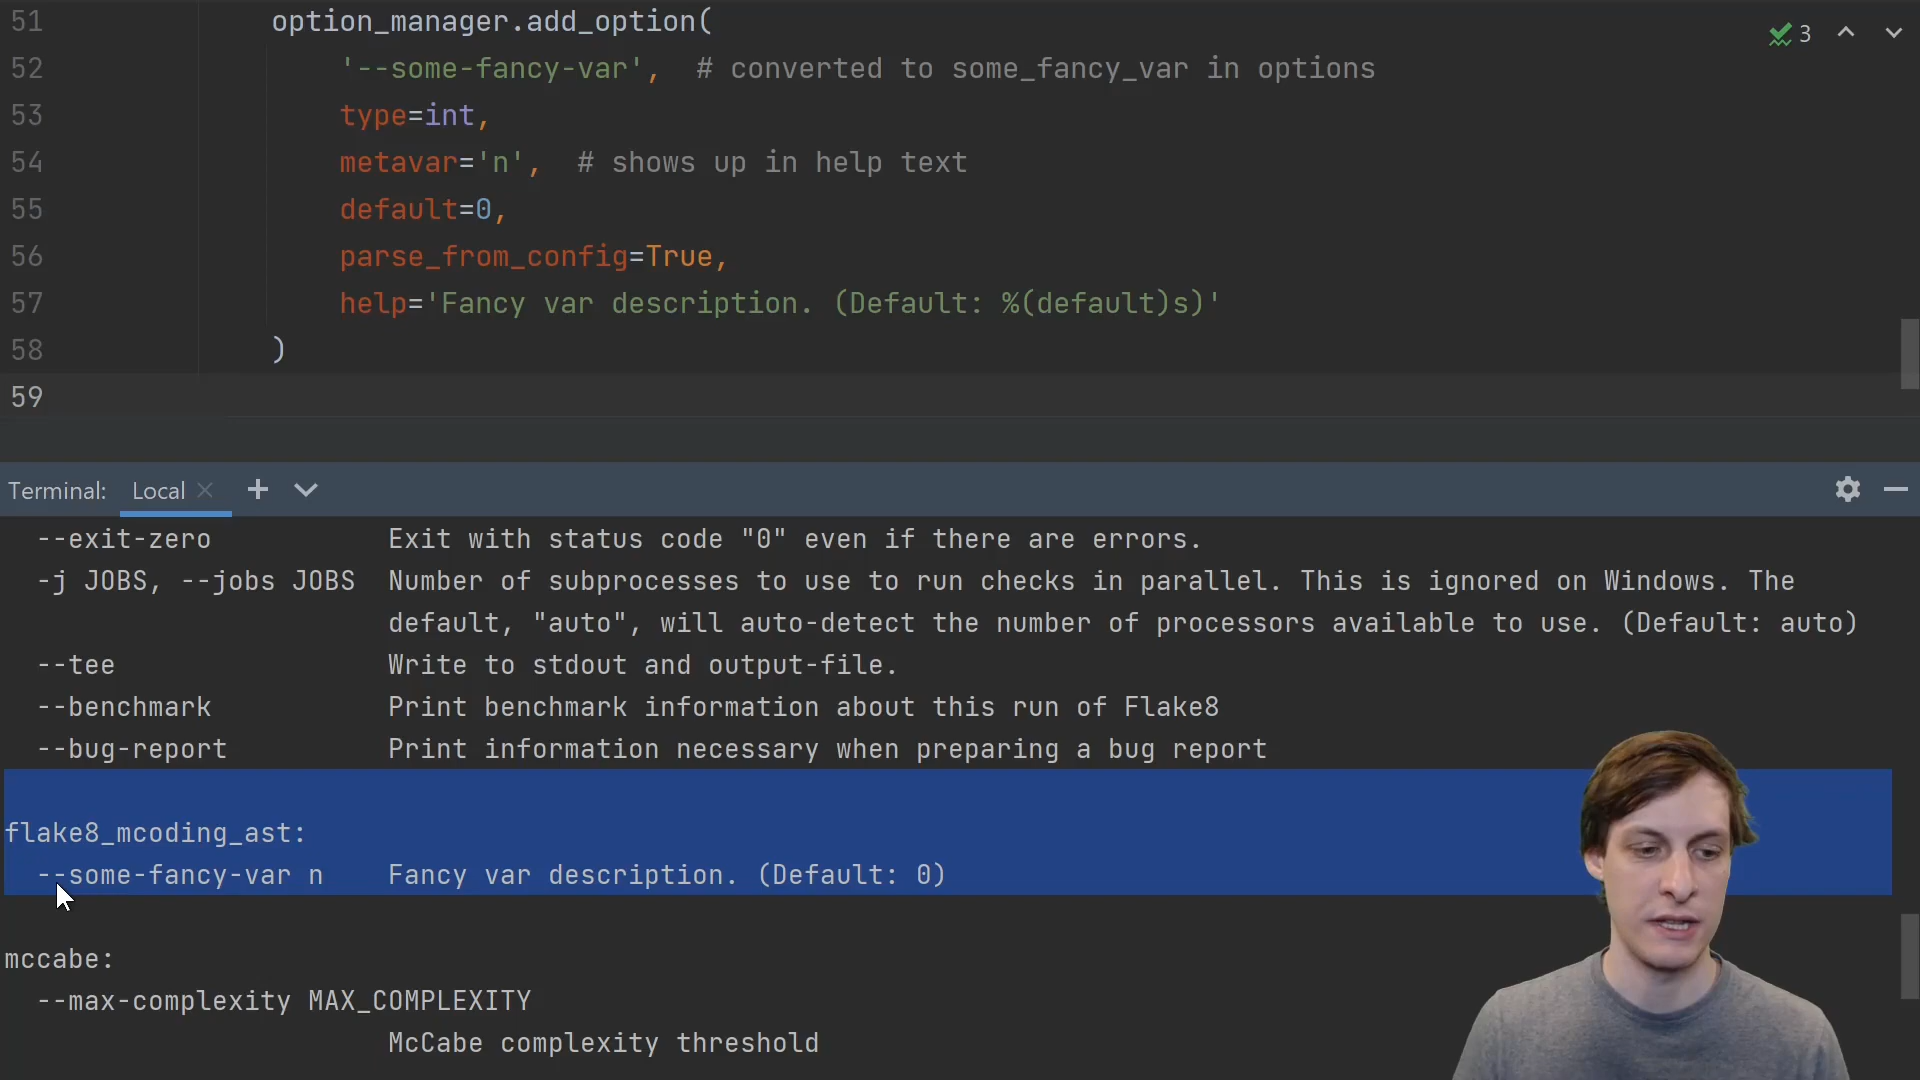 51 option_manager.add_option(
52 '--some-fancy-var', # converted to some_fancy_var in options
53 type=int,
54 metavar='n', # shows up in help text
55 default=0,
56 parse_from_config=True,
57 help='Fancy var description. (Default: %(default)s)'
58 )
59
3
Terminal: Local
--exit-zero Exit with status code "0" even if there are errors.
-j JOBS, --jobs JOBS Number of subprocesses to use to run checks in parallel. This is ignored on Windows. The
default, "auto", will auto-detect the number of processors available to use. (Default: auto)
--tee Write to stdout and output-file.
--benchmark Print benchmark information about this run of Flake8
--bug-report Print information necessary when preparing a bug report
flake8_mcoding_ast:
--some-fancy-var n Fancy var description. (Default: 0)
mccabe:
--max-complexity MAX_COMPLEXITY
McCabe complexity threshold